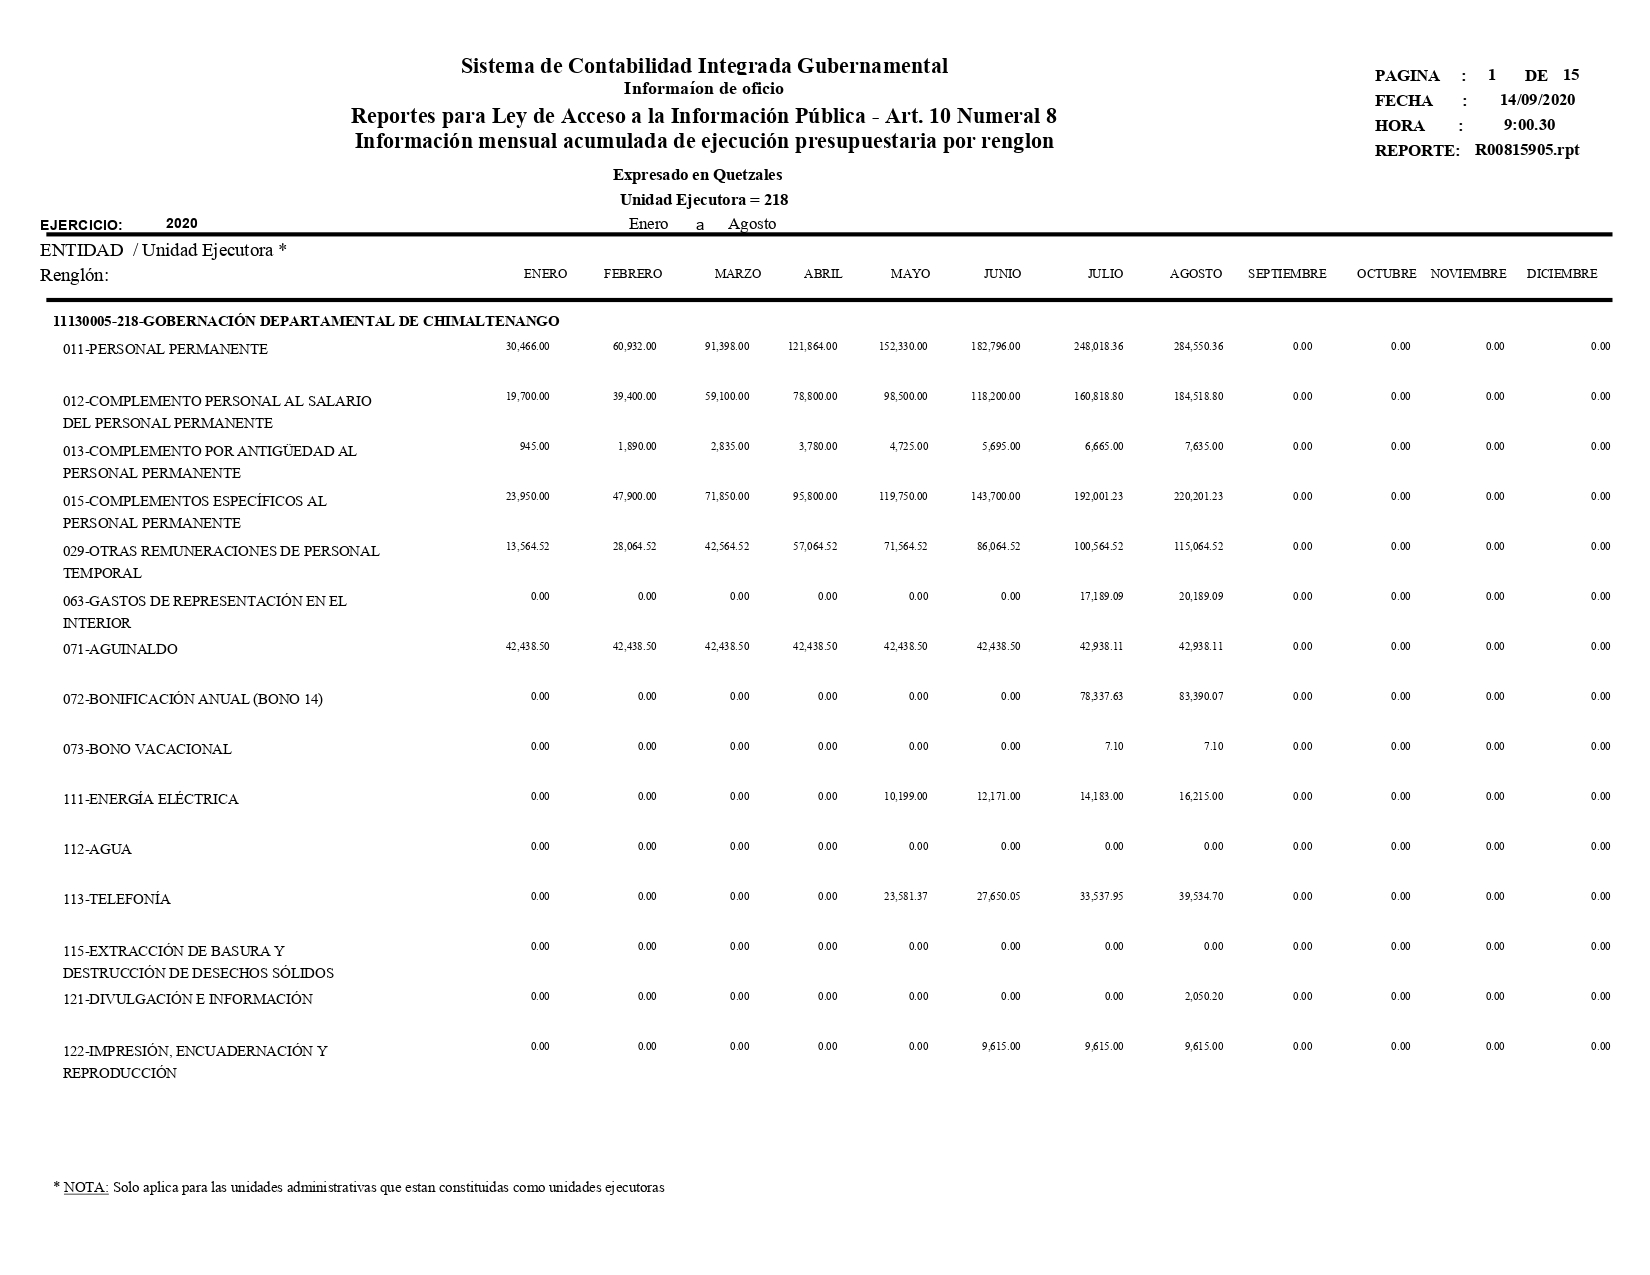 Sistema de Contabilidad Integrada Gubernamental
Informaíon de oficio
Reportes para Ley de Acceso a la Información Pública - Art. 10 Numeral 8
Información mensual acumulada de ejecución presupuestaria por renglon
Expresado en Quetzales
Unidad Ejecutora = 218
PAGINA : 1 DE 15
FECHA : 14/09/2020
HORA : 9:00.30
REPORTE: R00815905.rpt
EJERCICIO: 2020 Enero a Agosto
ENTIDAD / Unidad Ejecutora *
Renglón: ENERO FEBRERO MARZO ABRIL MAYO JUNIO JULIO AGOSTO SEPTIEMBRE OCTUBRE NOVIEMBRE DICIEMBRE
11130005-218-GOBERNACIÓN DEPARTAMENTAL DE CHIMALTENANGO
011-PERSONAL PERMANENTE 30,466.00 60,932.00 91,398.00 121,864.00 152,330.00 182,796.00 248,018.36 284,550.36 0.00 0.00 0.00 0.00
012-COMPLEMENTO PERSONAL AL SALARIO 19,700.00 39,400.00 59,100.00 78,800.00 98,500.00 118,200.00 160,818.80 184,518.80 0.00 0.00 0.00 0.00
DEL PERSONAL PERMANENTE
013-COMPLEMENTO POR ANTIGÜEDAD AL 945.00 1,890.00 2,835.00 3,780.00 4,725.00 5,695.00 6,665.00 7,635.00 0.00 0.00 0.00 0.00
PERSONAL PERMANENTE
015-COMPLEMENTOS ESPECÍFICOS AL 23,950.00 47,900.00 71,850.00 95,800.00 119,750.00 143,700.00 192,001.23 220,201.23 0.00 0.00 0.00 0.00
PERSONAL PERMANENTE
029-OTRAS REMUNERACIONES DE PERSONAL 13,564.52 28,064.52 42,564.52 57,064.52 71,564.52 86,064.52 100,564.52 115,064.52 0.00 0.00 0.00 0.00
TEMPORAL
063-GASTOS DE REPRESENTACIÓN EN EL 0.00 0.00 0.00 0.00 0.00 0.00 17,189.09 20,189.09 0.00 0.00 0.00 0.00
INTERIOR
071-AGUINALDO 42,438.50 42,438.50 42,438.50 42,438.50 42,438.50 42,438.50 42,938.11 42,938.11 0.00 0.00 0.00 0.00
072-BONIFICACIÓN ANUAL (BONO 14) 0.00 0.00 0.00 0.00 0.00 0.00 78,337.63 83,390.07 0.00 0.00 0.00 0.00
073-BONO VACACIONAL 0.00 0.00 0.00 0.00 0.00 0.00 7.10 7.10 0.00 0.00 0.00 0.00
111-ENERGÍA ELÉCTRICA 0.00 0.00 0.00 0.00 10,199.00 12,171.00 14,183.00 16,215.00 0.00 0.00 0.00 0.00
112-AGUA 0.00 0.00 0.00 0.00 0.00 0.00 0.00 0.00 0.00 0.00 0.00 0.00
113-TELEFONÍA 0.00 0.00 0.00 0.00 23,581.37 27,650.05 33,537.95 39,534.70 0.00 0.00 0.00 0.00
115-EXTRACCIÓN DE BASURA Y 0.00 0.00 0.00 0.00 0.00 0.00 0.00 0.00 0.00 0.00 0.00 0.00
DESTRUCCIÓN DE DESECHOS SÓLIDOS
121-DIVULGACIÓN E INFORMACIÓN 0.00 0.00 0.00 0.00 0.00 0.00 0.00 2,050.20 0.00 0.00 0.00 0.00
122-IMPRESIÓN, ENCUADERNACIÓN Y 0.00 0.00 0.00 0.00 0.00 9,615.00 9,615.00 9,615.00 0.00 0.00 0.00 0.00
REPRODUCCIÓN
* NOTA: Solo aplica para las unidades administrativas que estan constituidas como unidades ejecutoras